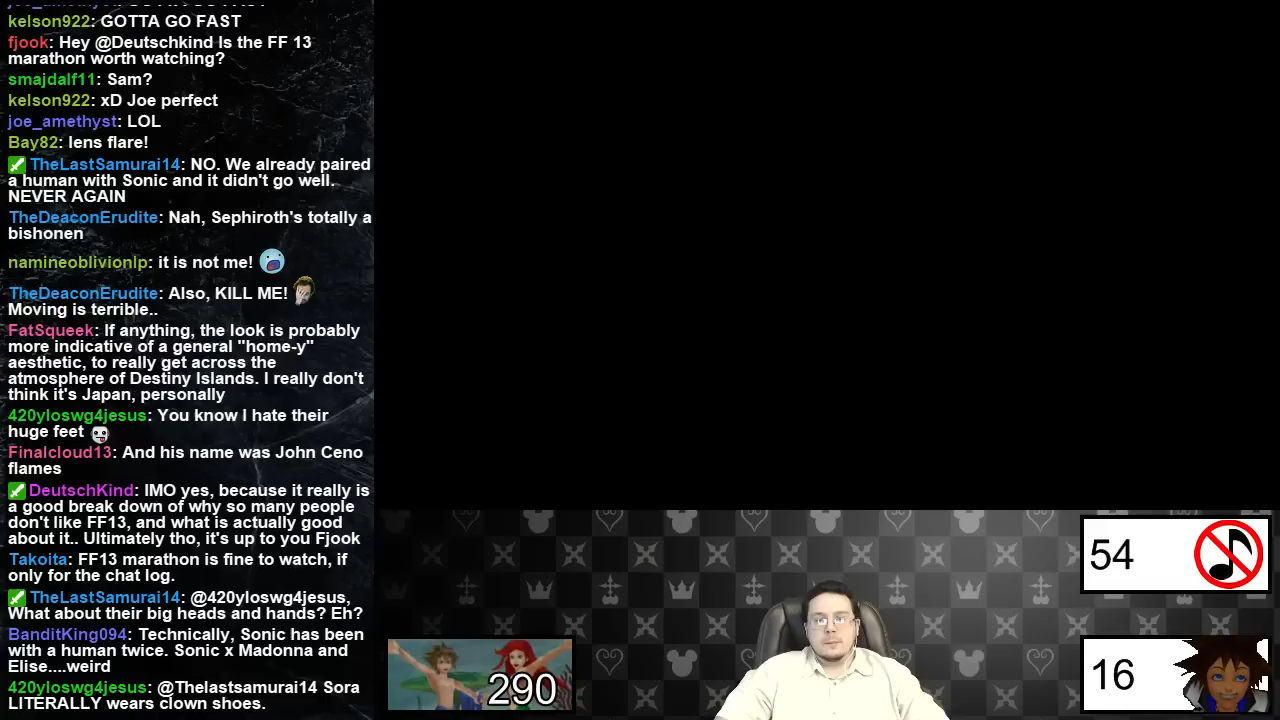 kelson922: GOTTA GO FAST
fjook: Hey @Deutschkind Is the FF 13
marathon worth watching?
smajdalf11: Sam?
kelson922: xD Joe perfect
joe_amethyst: LOL
Bay82: lens flare!
TheLastSamurai14: NO. We already paired
a human with Sonic and it didn't go well.
NEVER AGAIN
TheDeaconErudite: Nah, Sephiroth's totally a
bishonen
namineoblivionlp: it is not me!
TheDeaconErudite: Also, KILL ME!
Moving is terrible..
FatSqueek: If anything, the look is probably
more indicative of a general "home-y"
aesthetic, to really get across the
atmosphere of Destiny Islands. I really don't
think it's Japan, personally
420yloswg4jesus: You know I hate their
huge feet
Finalcloud13: And his name was John Ceno
flames
DeutschKind: IMO yes, because it really is
a good break down of why so many people
don't like FF13, and what is actually good
about it.. Ultimately tho, it's up to you Fjook
Takoita: FF13 marathon is fine to watch, if
only for the chat log.
TheLastSamurai14: @420yloswg4jesus,
What about their big heads and hands? Eh?
BanditKing094: Technically, Sonic has been
with a human twice. Sonic x Madonna and
Elise....weird
420yloswg4jesus: @Thelastsamurai14 Sora
LITERALLY wears clown shoes.
54
290
16